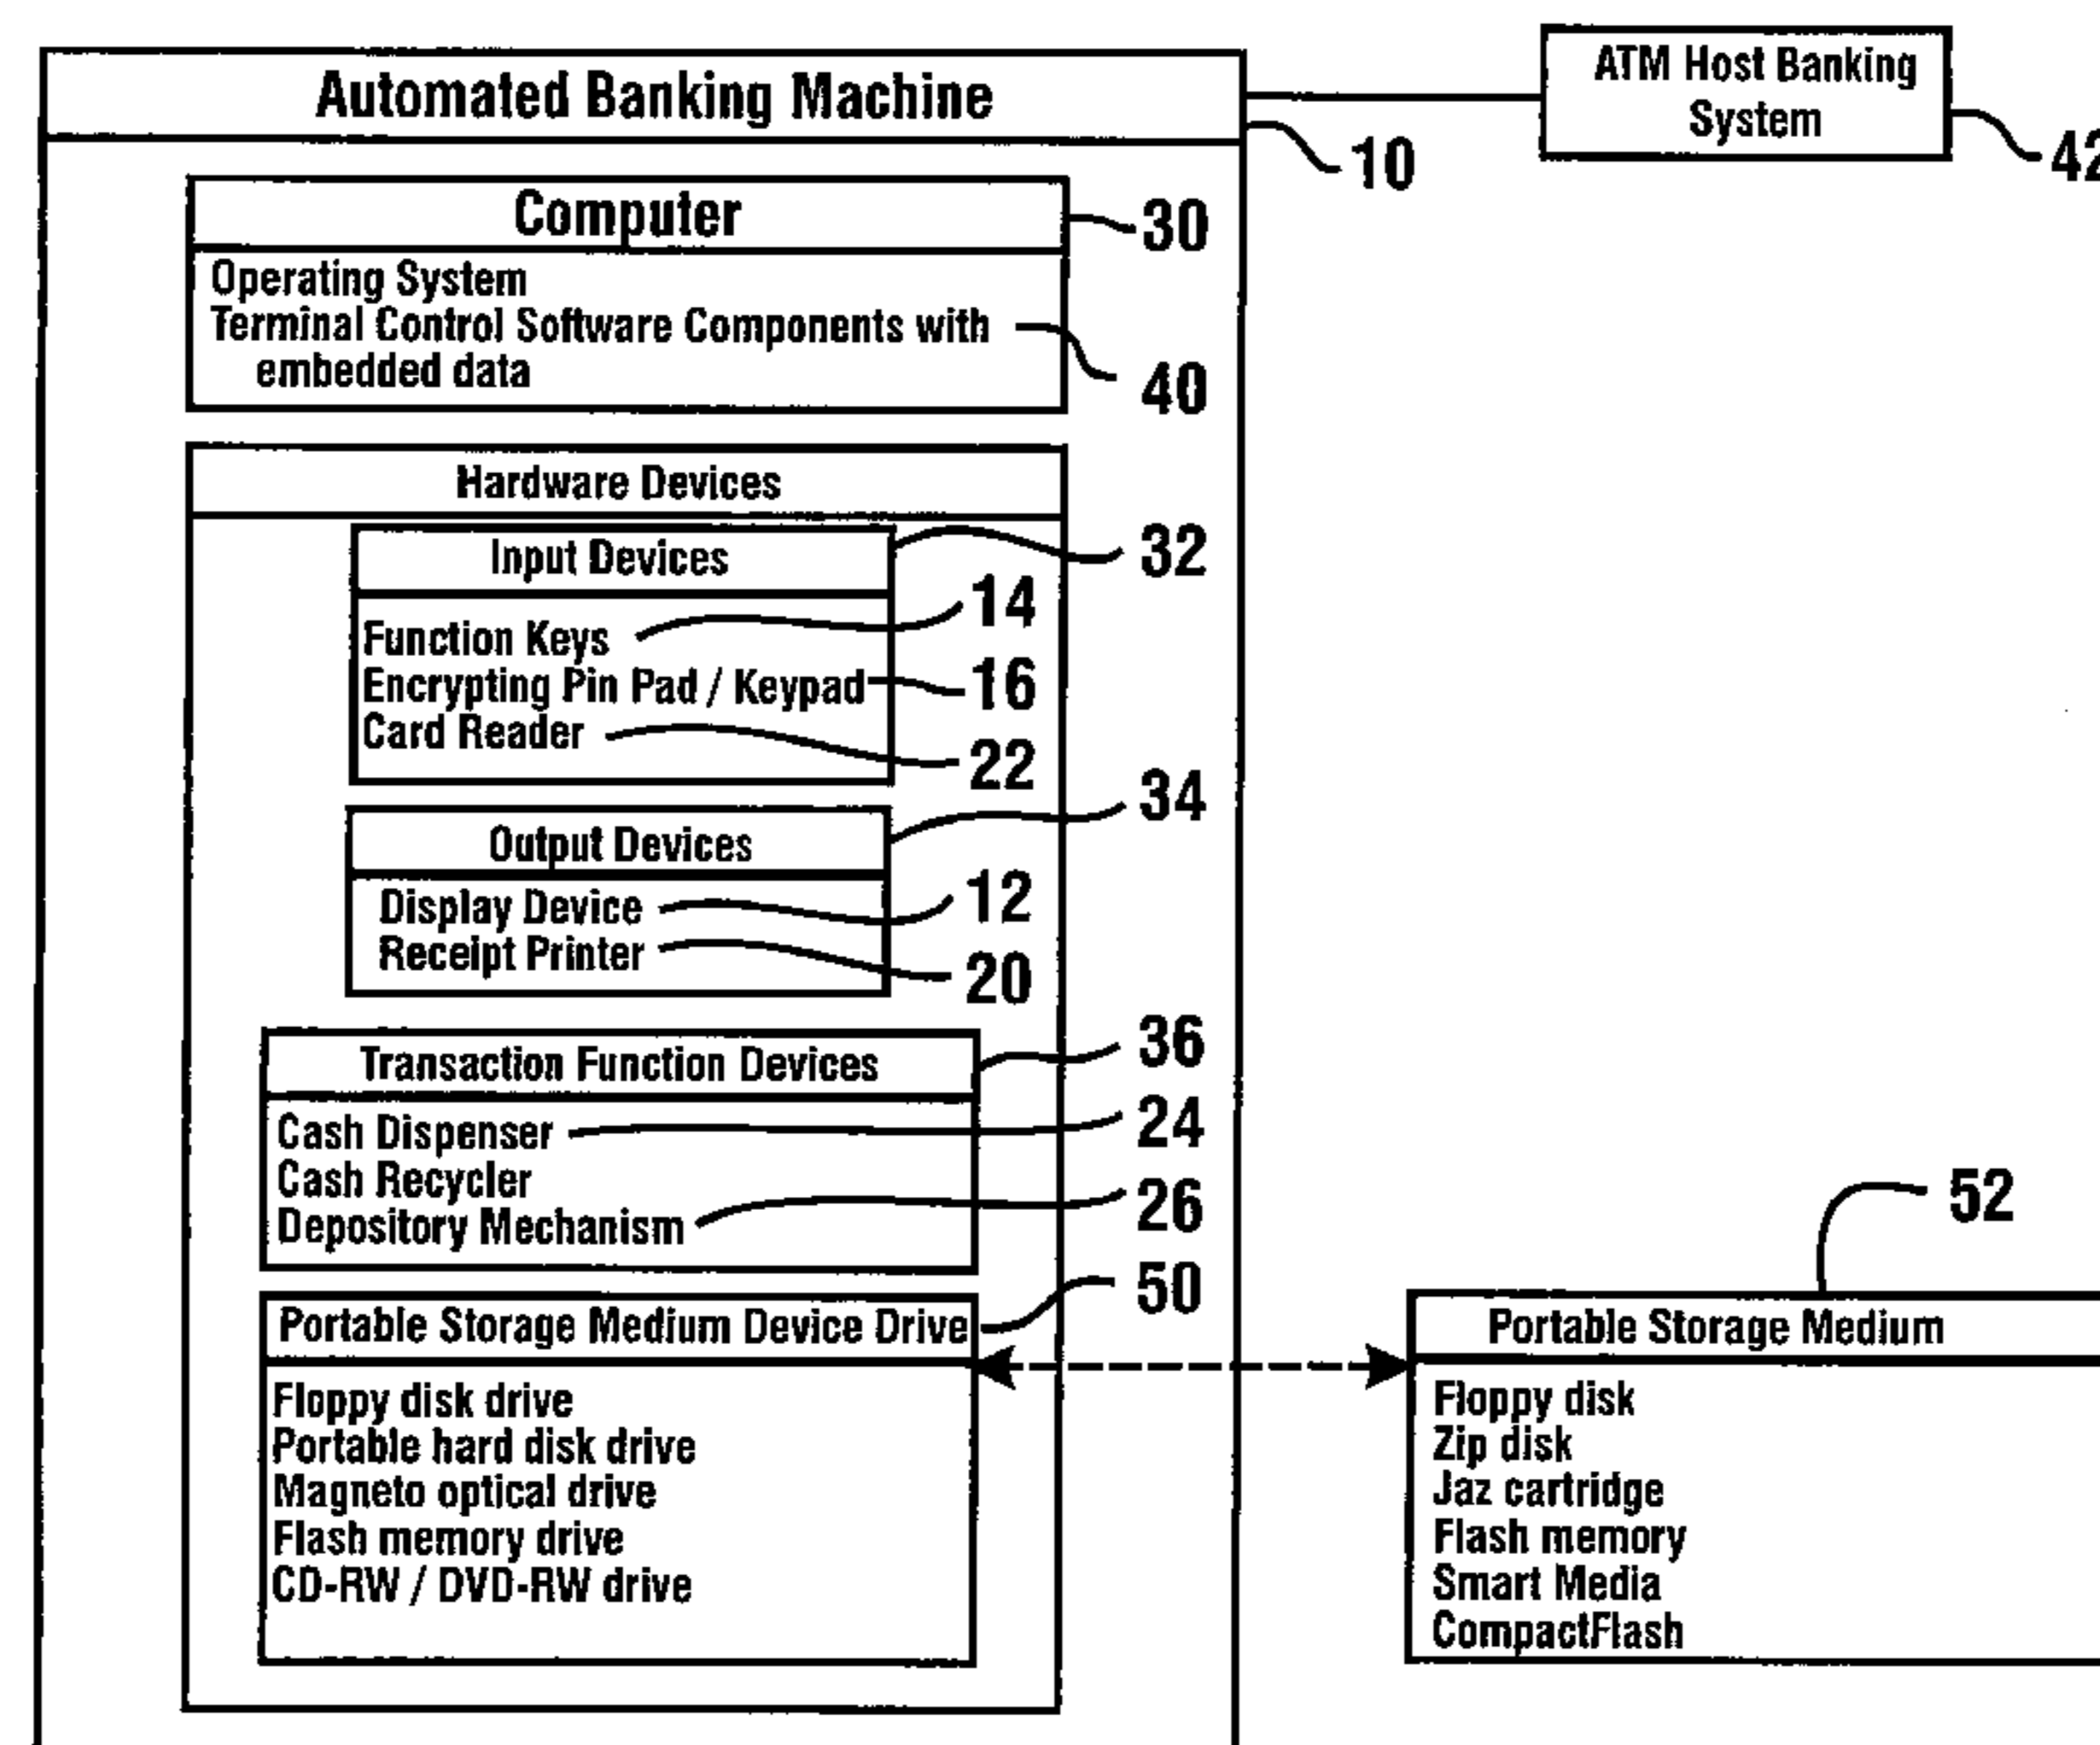 Automated Banking Machine
ATM Host Banking
System
10
42
Computer
30
Operating System
Terminal Control Software Components with
embedded data
40
Hardware Devices
Input Devices
32
Function Keys
14
Encrypting Pin Pad / Keypad
16
Card Reader
22
Output Devices
34
Display Device
12
Receipt Printer
20
Transaction Function Devices
36
Cash Dispenser
24
Cash Recycler
Depository Mechanism
26
Portable Storage Medium Device Drive
50
Floppy disk drive
Portable hard disk drive
Magneto optical drive
Flash memory drive
CD-RW / DVD-RW drive
52
Portable Storage Medium
Floppy disk
Zip disk
Jaz cartridge
Flash memory
Smart Media
CompactFlash